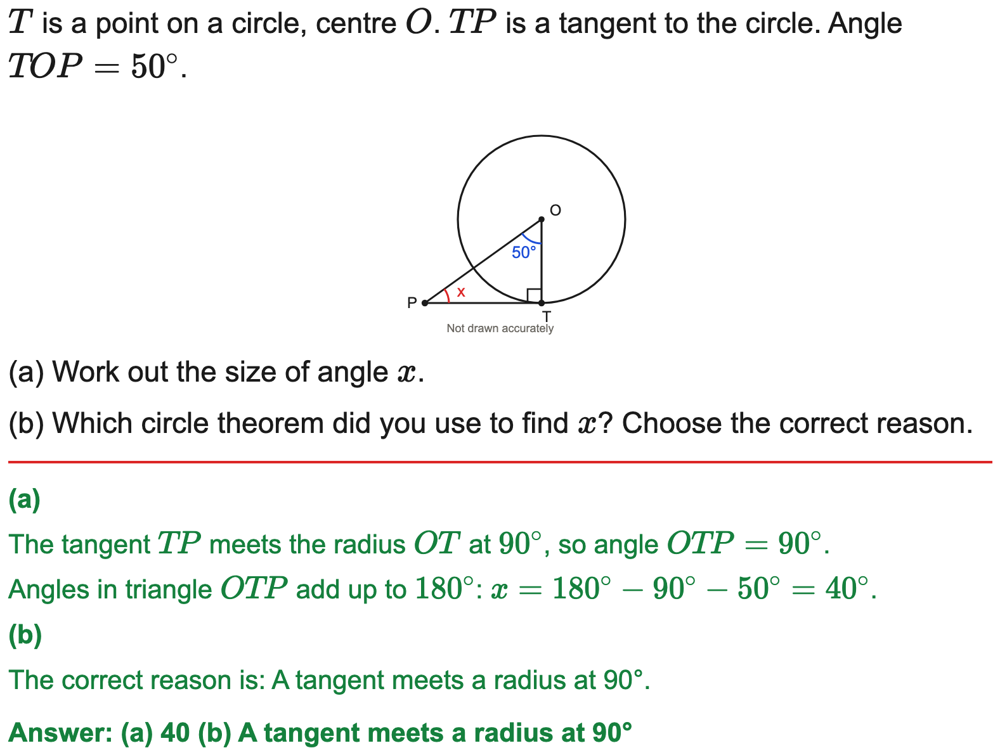 T is a point on a circle, centre O. TP is a tangent to the circle. Angle
TOP = 50°.
O
50°
x
P
T
Not drawn accurately
(a) Work out the size of angle x.
(b) Which circle theorem did you use to find x? Choose the correct reason.
(a)
The tangent TP meets the radius OT at 90°, so angle OTP = 90°.
Angles in triangle OTP add up to 180°: x = 180° − 90° − 50° = 40°.
(b)
The correct reason is: A tangent meets a radius at 90°.
Answer: (a) 40 (b) A tangent meets a radius at 90°